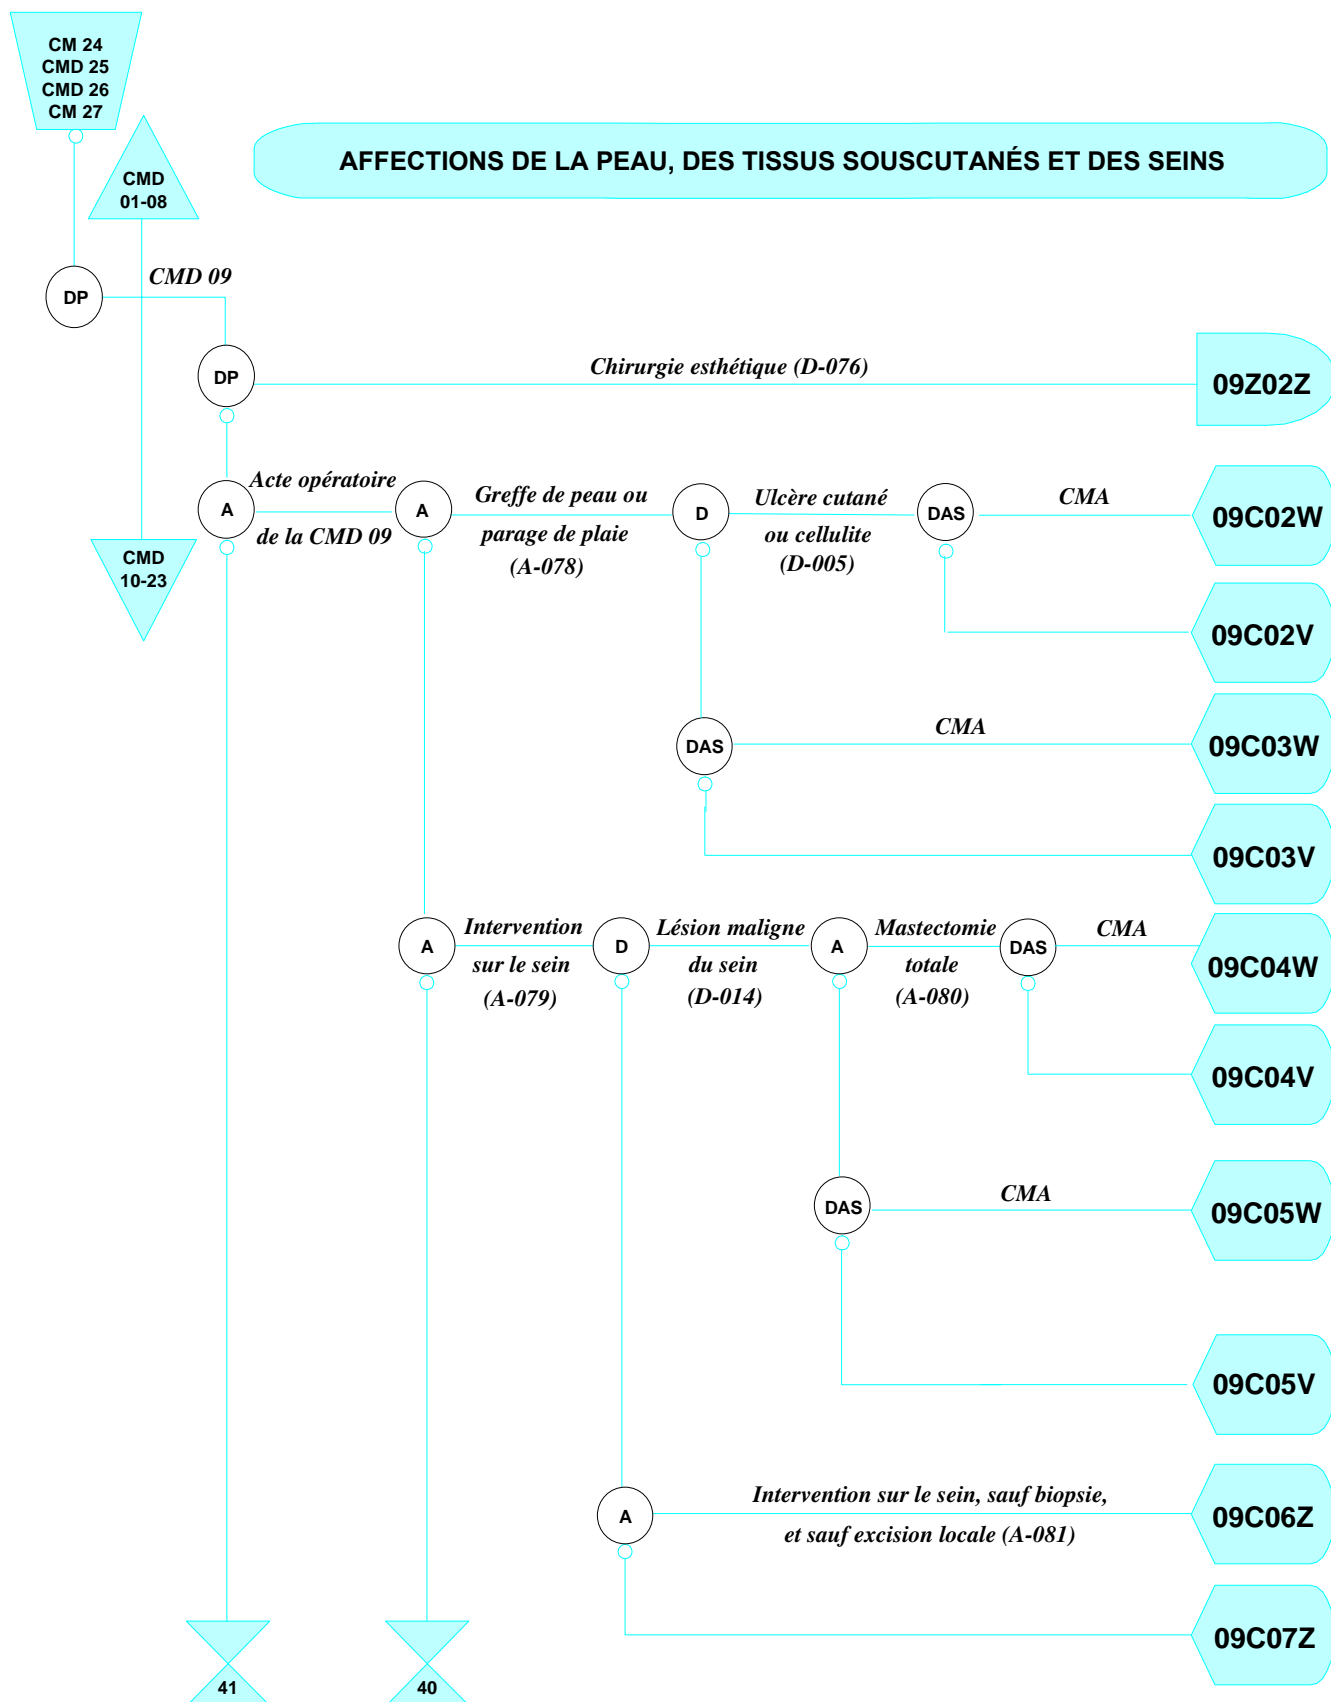 CM 24
CMD 25
CMD 26
CM 27
CMD
01-08
AFFECTIONS DE LA PEAU, DES TISSUS SOUSCUTANÉS ET DES SEINS
CMD 09
DP
DP
Chirurgie esthétique (D-076)
09Z02Z
Acte opératoire
de la CMD 09
A
A
Greffe de peau ou
parage de plaie
(A-078)
D
Ulcère cutané
ou cellulite
(D-005)
DAS
CMA
09C02W
CMD
10-23
09C02V
DAS
CMA
09C03W
09C03V
A
Intervention
sur le sein
(A-079)
D
Lésion maligne
du sein
(D-014)
A
Mastectomie
totale
(A-080)
DAS
CMA
09C04W
09C04V
DAS
CMA
09C05W
09C05V
A
Intervention sur le sein, sauf biopsie,
et sauf excision locale (A-081)
09C06Z
09C07Z
41
40